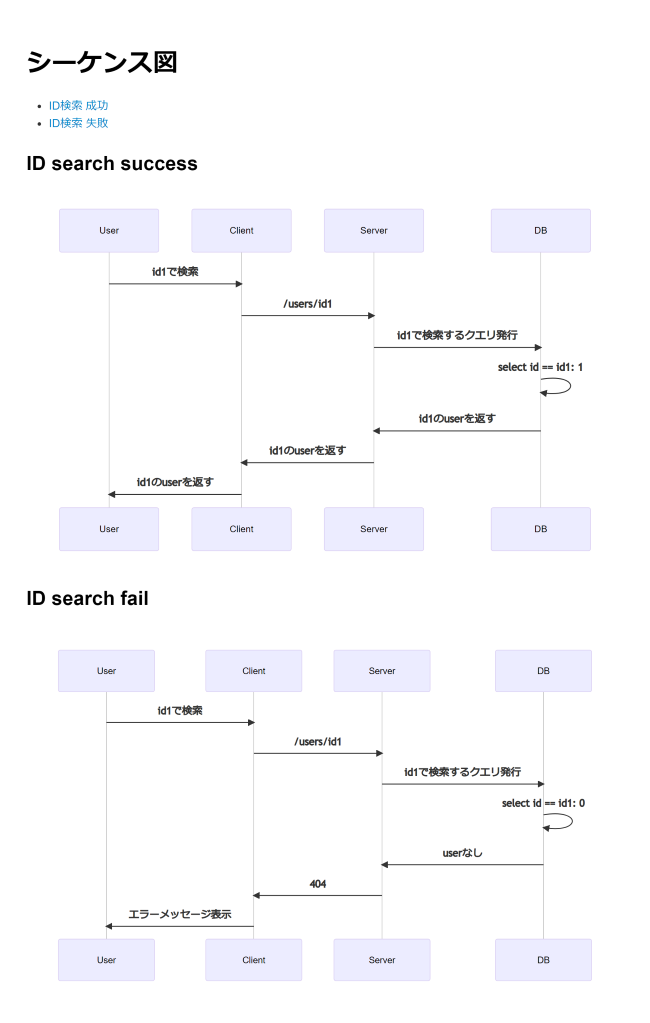 シーケンス図
ID検索 成功
ID検索 失敗
ID search success
User Client Server DB
id1で検索
/users/id1
id1で検索するクエリ発行
select id == id1: 1
id1のuserを返す
id1のuserを返す
id1のuserを返す
User Client Server DB
ID search fail
User Client Server DB
id1で検索
/users/id1
id1で検索するクエリ発行
select id == id1: 0
userなし
404
エラーメッセージ表示
User Client Server DB